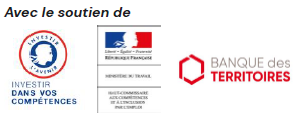 Avec le soutien de
INVESTIR
L'AVENIR
INVESTIR
DANS VOS
COMPÉTENCES
Liberté • Égalité • Fraternité
RÉPUBLIQUE FRANÇAISE
MINISTÈRE DU TRAVAIL
HAUT-COMMISSAIRE
AUX COMPÉTENCES
ET À L'INCLUSION
PAR L'EMPLOI
BANQUE des
TERRITOIRES